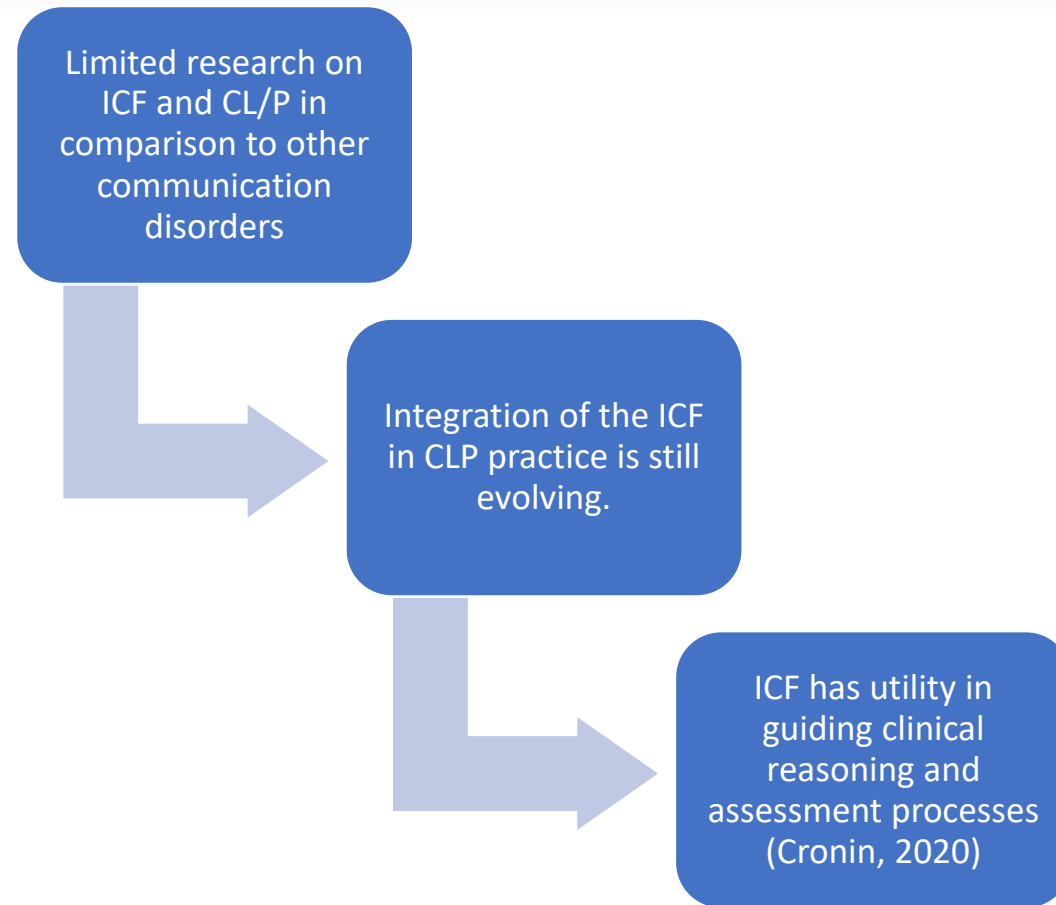 Limited research on
ICF and CL/P in
comparison to other
communication
disorders
Integration of the ICF
in CLP practice is still
evolving.
ICF has utility in
guiding clinical
reasoning and
assessment processes
(Cronin, 2020)